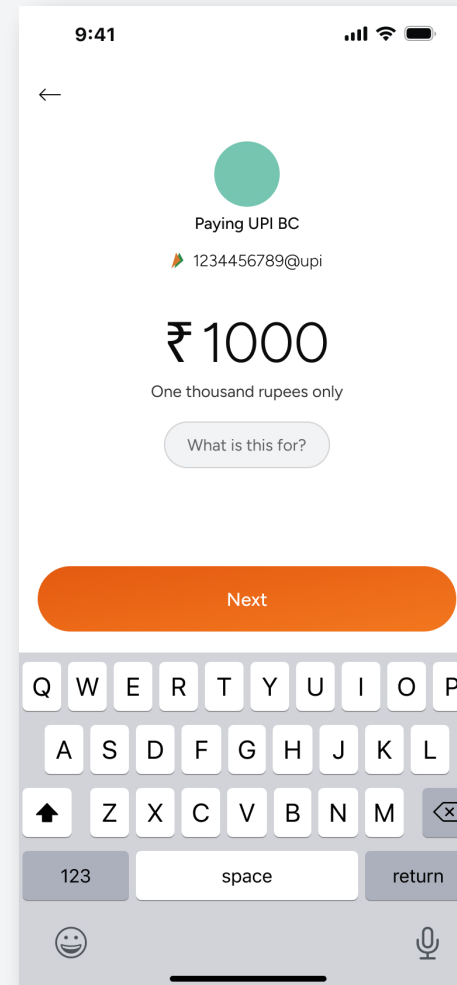 9:41
Paying UPI BC
1234456789@upi
₹ 1000
One thousand rupees only
What is this for?
Next
Q W E R T Y U I O P
A S D F G H J K L
Z X C V B N M
123 space return